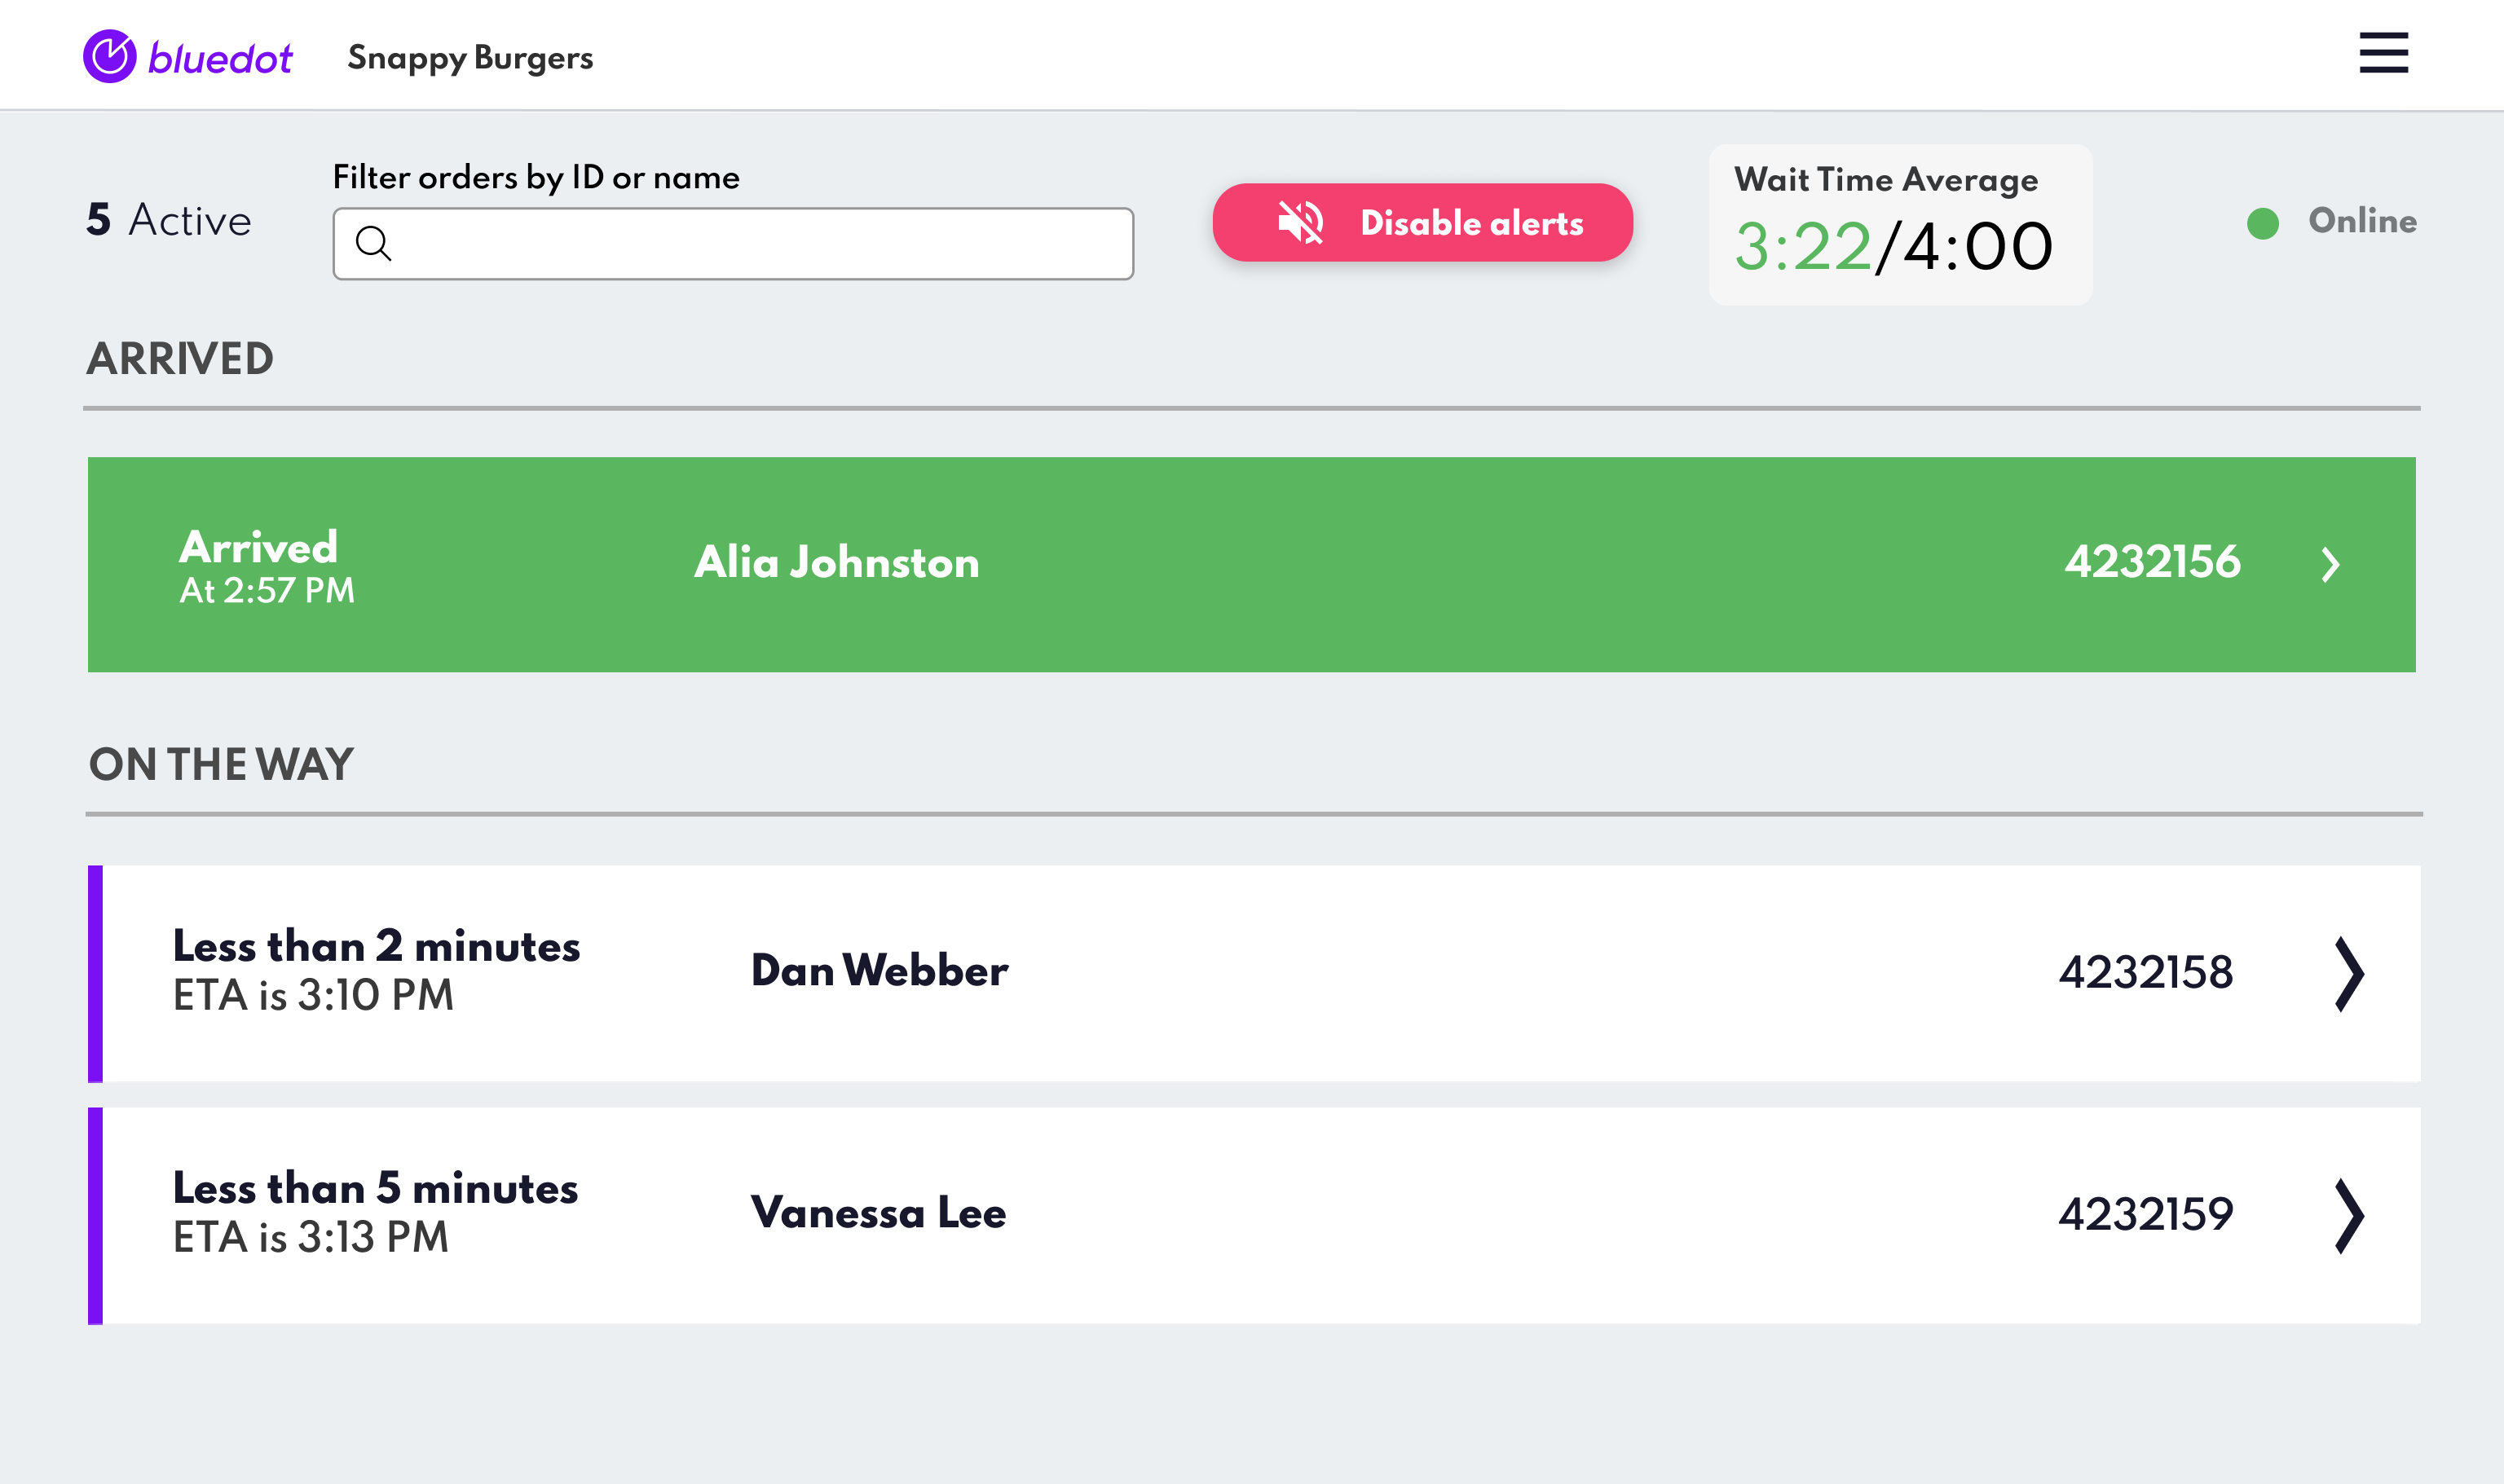 bluedot Snappy Burgers
Filter orders by ID or name
5 Active
Disable alerts
Wait Time Average
3:22/4:00
Online
ARRIVED
Arrived
At 2:57 PM
Alia Johnston
4232156
ON THE WAY
Less than 2 minutes
ETA is 3:10 PM
Dan Webber
4232158
Less than 5 minutes
ETA is 3:13 PM
Vanessa Lee
4232159